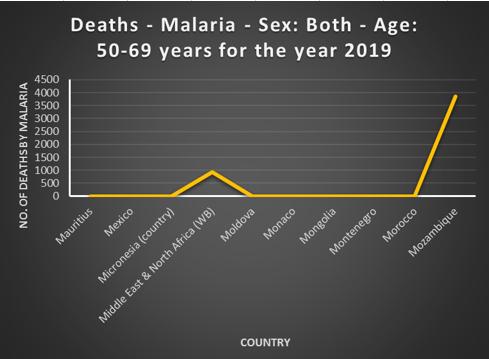 Deaths - Malaria - Sex: Both - Age:
50-69 years for the year 2019
NO. OF DEATHS BY MALARIA
4500
4000
3500
3000
2500
2000
1500
1000
500
0
Mauritius
Mexico
Micronesia (country)
Middle East & North Africa (WB)
Moldova
Monaco
Mongolia
Montenegro
Morocco
Mozambique
COUNTRY